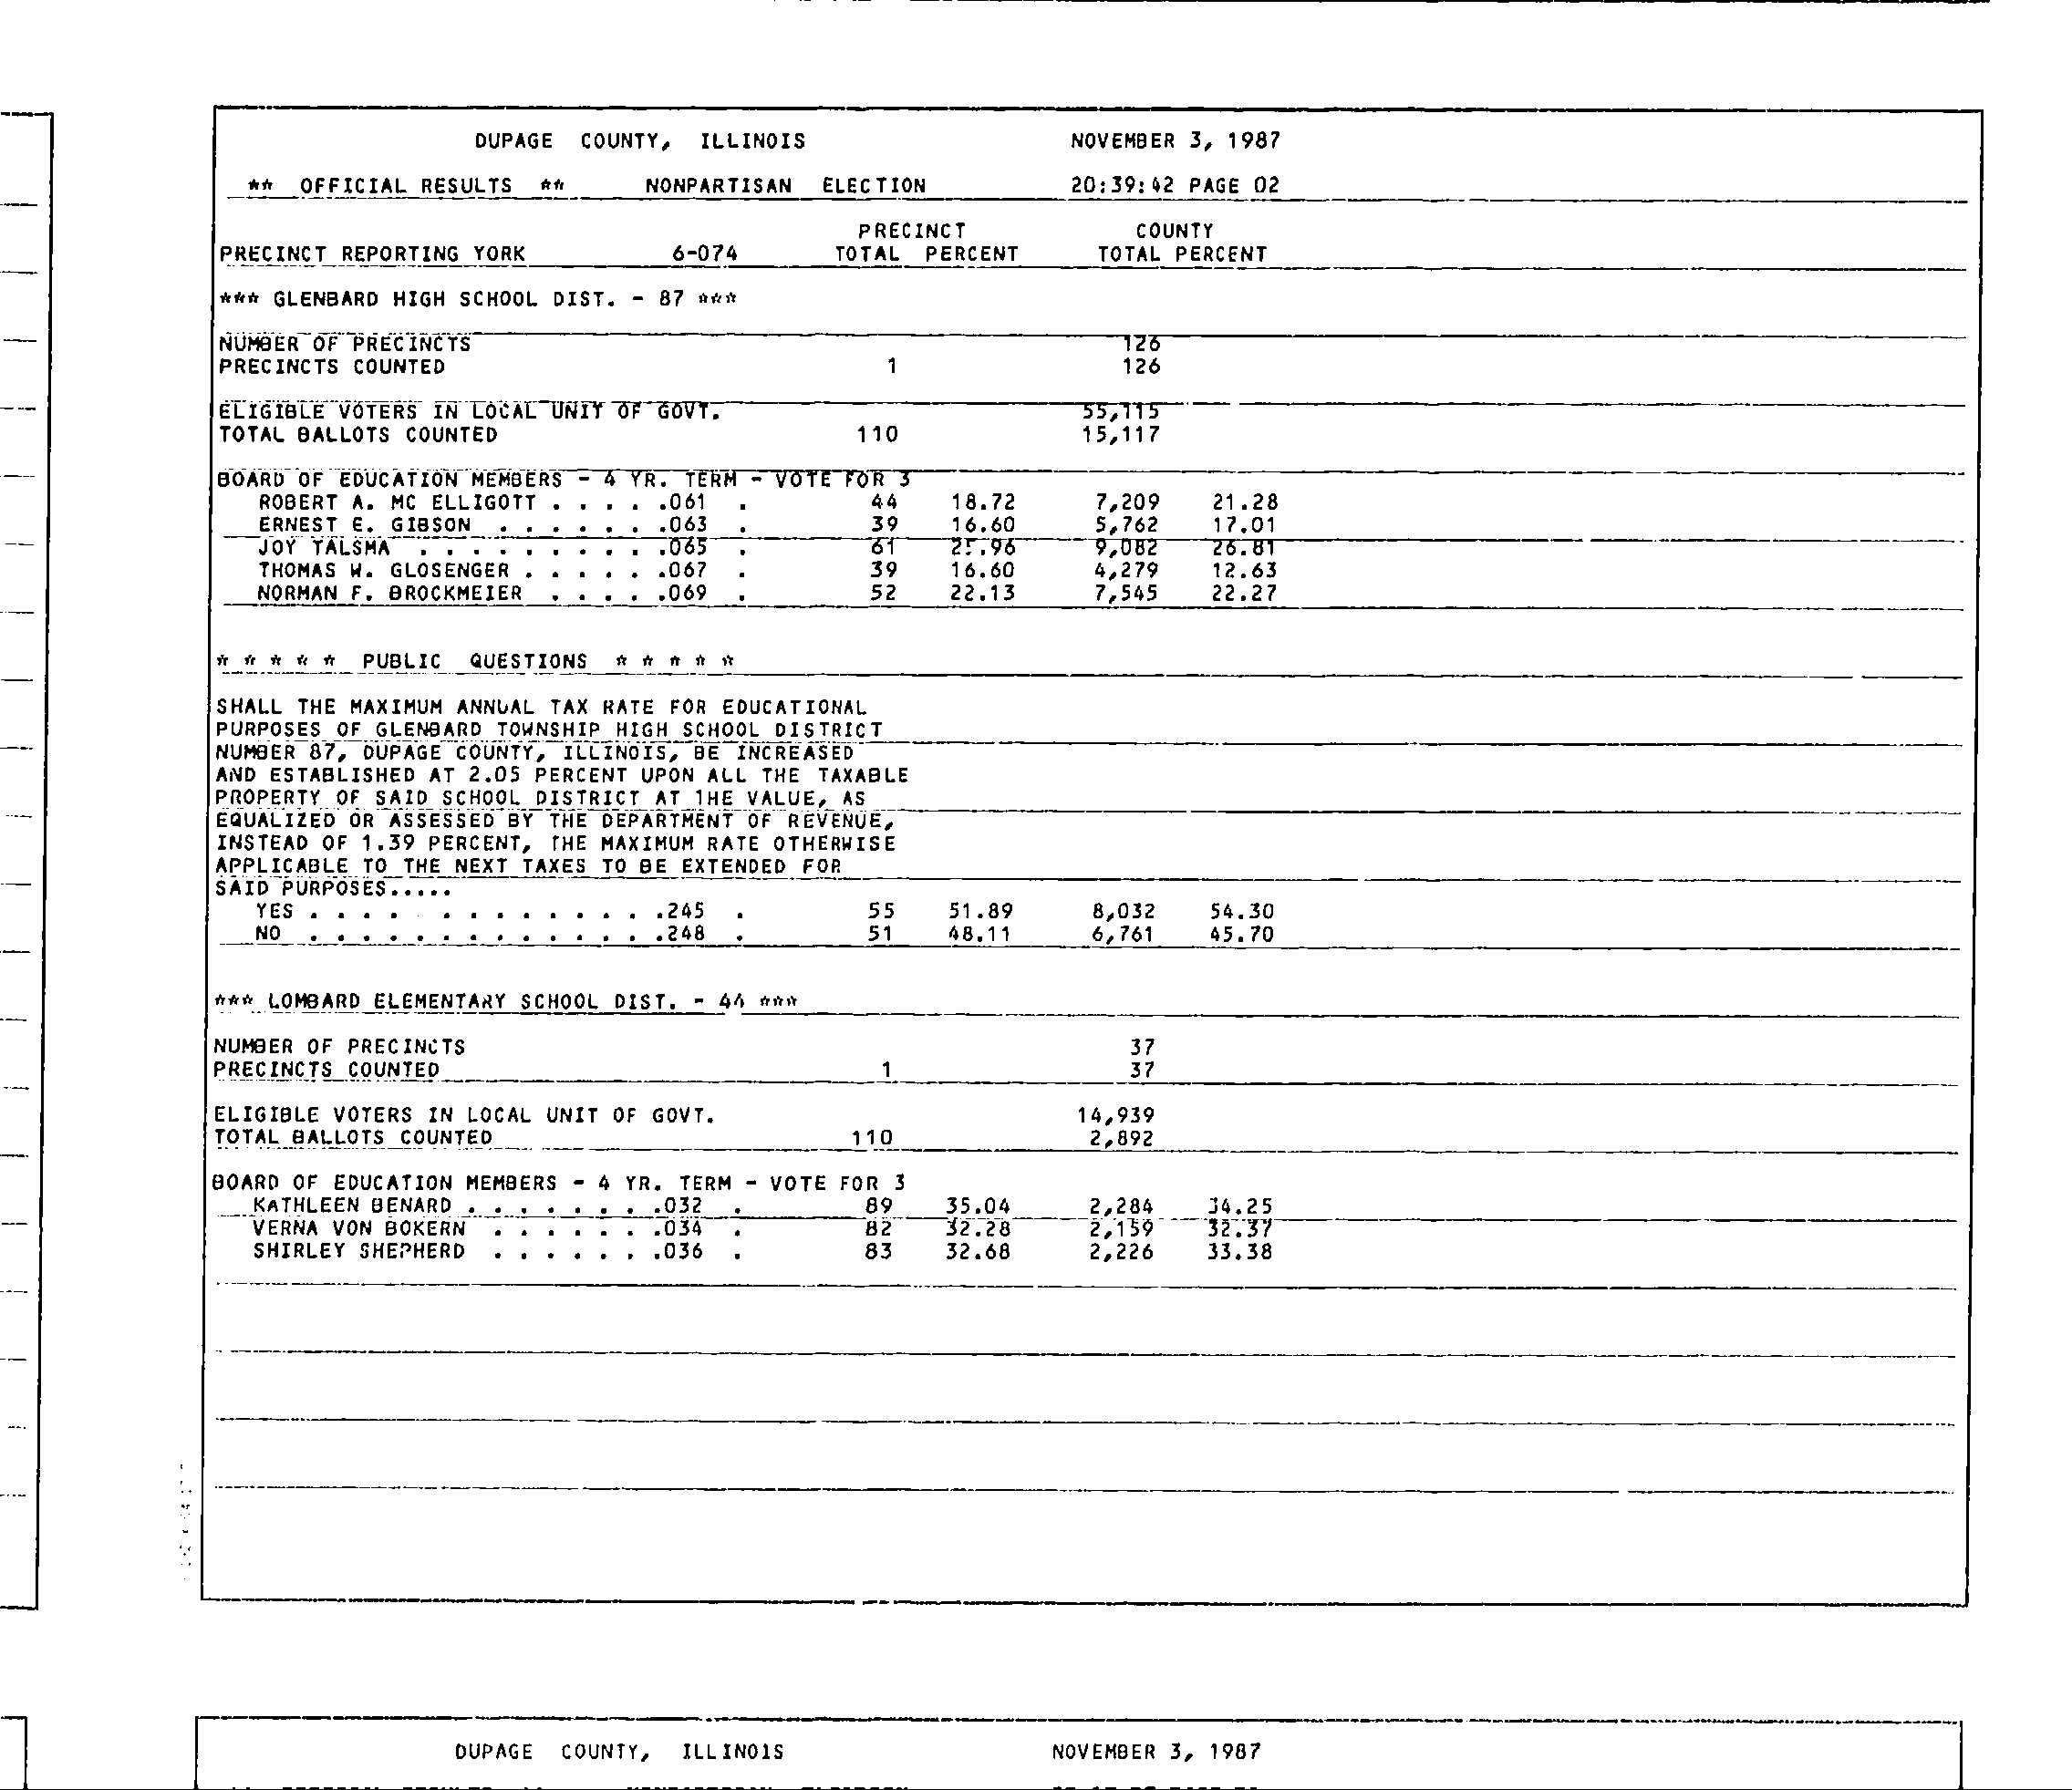 DUPAGE COUNTY, ILLINOIS NOVEMBER 3, 1987
** OFFICIAL RESULTS ** NONPARTISAN ELECTION 20:39:42 PAGE 02
PRECINCT COUNTY
PRECINCT REPORTING YORK 6-074 TOTAL PERCENT TOTAL PERCENT
*** GLENBARD HIGH SCHOOL DIST. - 87 ***
NUMBER OF PRECINCTS 126
PRECINCTS COUNTED 1 126
ELIGIBLE VOTERS IN LOCAL UNIT OF GOVT. 55,115
TOTAL BALLOTS COUNTED 110 15,117
BOARD OF EDUCATION MEMBERS - 4 YR. TERM - VOTE FOR 3
ROBERT A. MC ELLIGOTT . . . . .061 . 44 18.72 7,209 21.28
ERNEST E. GIBSON . . . . . . .063 . 39 16.60 5,762 17.01
JOY TALSMA . . . . . . . . . .065 . 61 25.96 9,082 26.81
THOMAS W. GLOSENGER . . . . . .067 . 39 16.60 4,279 12.63
NORMAN F. BROCKMEIER . . . . .069 . 52 22.13 7,545 22.27
* * * * * PUBLIC QUESTIONS * * * * *
SHALL THE MAXIMUM ANNUAL TAX RATE FOR EDUCATIONAL
PURPOSES OF GLENBARD TOWNSHIP HIGH SCHOOL DISTRICT
NUMBER 87, DUPAGE COUNTY, ILLINOIS, BE INCREASED
AND ESTABLISHED AT 2.05 PERCENT UPON ALL THE TAXABLE
PROPERTY OF SAID SCHOOL DISTRICT AT THE VALUE, AS
EQUALIZED OR ASSESSED BY THE DEPARTMENT OF REVENUE,
INSTEAD OF 1.39 PERCENT, THE MAXIMUM RATE OTHERWISE
APPLICABLE TO THE NEXT TAXES TO BE EXTENDED FOR
SAID PURPOSES.....
YES . . . . . . . . . . . . . .245 . 55 51.89 8,032 54.30
NO . . . . . . . . . . . . . .248 . 51 48.11 6,761 45.70
*** LOMBARD ELEMENTARY SCHOOL DIST. - 44 ***
NUMBER OF PRECINCTS 37
PRECINCTS COUNTED 1 37
ELIGIBLE VOTERS IN LOCAL UNIT OF GOVT. 14,939
TOTAL BALLOTS COUNTED 110 2,892
BOARD OF EDUCATION MEMBERS - 4 YR. TERM - VOTE FOR 3
KATHLEEN BENARD . . . . . . . .032 . 89 35.04 2,284 34.25
VERNA VON BOKERN . . . . . . .034 . 82 32.28 2,159 32.37
SHIRLEY SHEPHERD . . . . . . .036 . 83 32.68 2,226 33.38
DUPAGE COUNTY, ILLINOIS NOVEMBER 3, 1987